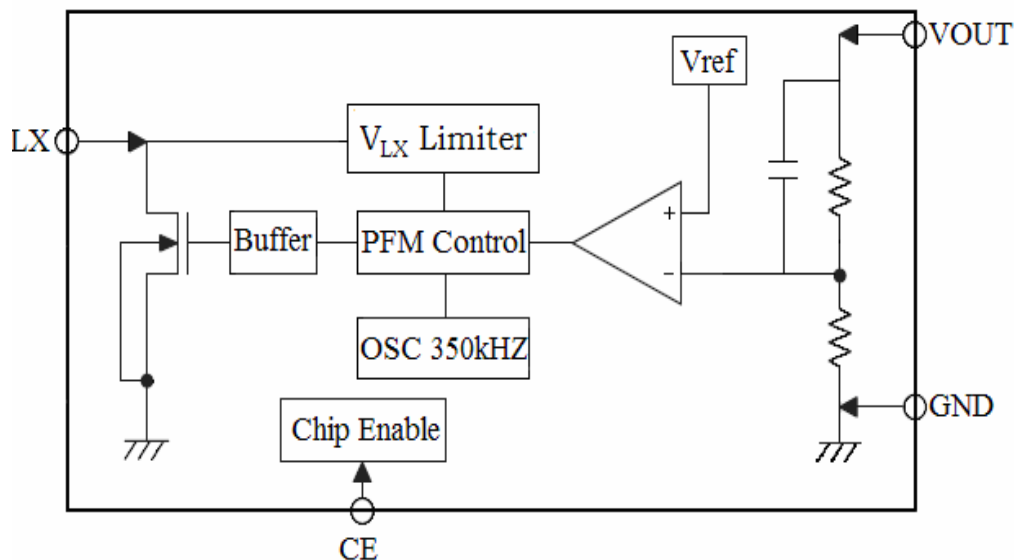 VOUT
Vref
LX
VLX Limiter
+
Buffer
PFM Control
−
OSC 350kHZ
GND
Chip Enable
CE